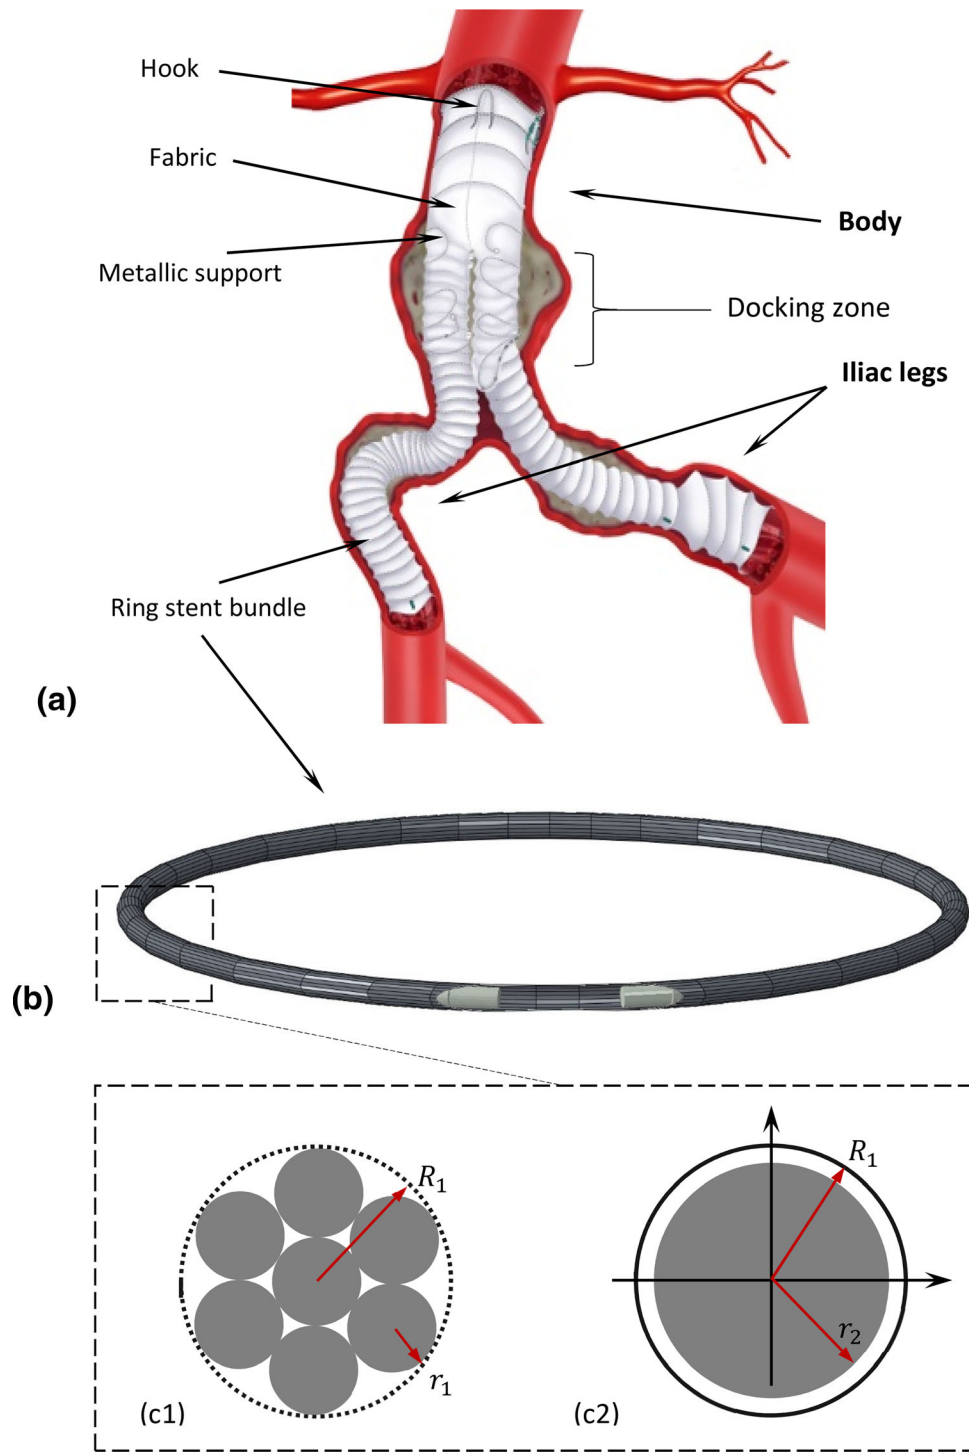 Hook
Fabric
Body
Metallic support
Docking zone
Iliac legs
Ring stent bundle
(a)
(b)
R₁
R₁
r₂
r₁
(c1)
(c2)